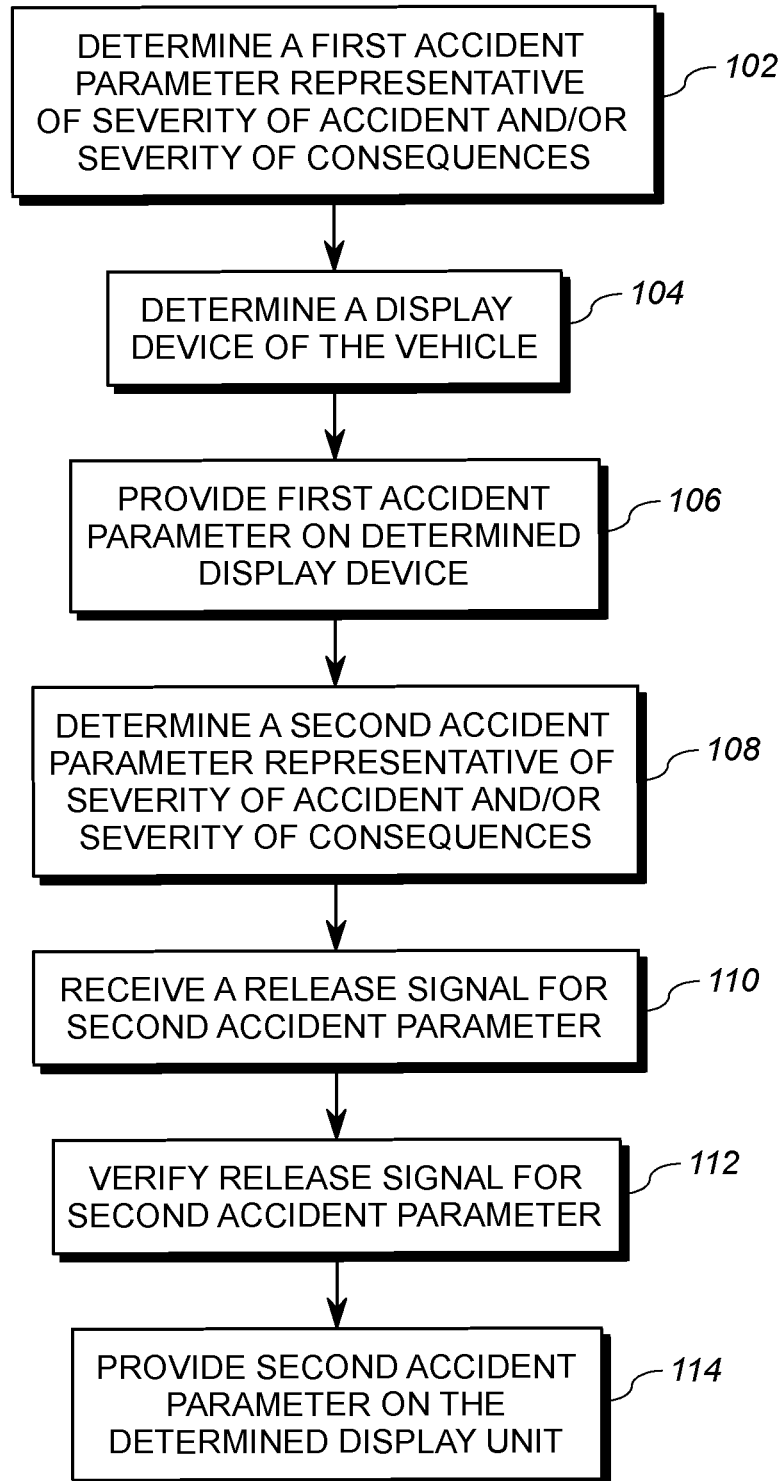 DETERMINE A FIRST ACCIDENT
PARAMETER REPRESENTATIVE
OF SEVERITY OF ACCIDENT AND/OR
SEVERITY OF CONSEQUENCES
102
DETERMINE A DISPLAY
DEVICE OF THE VEHICLE
104
PROVIDE FIRST ACCIDENT
PARAMETER ON DETERMINED
DISPLAY DEVICE
106
DETERMINE A SECOND ACCIDENT
PARAMETER REPRESENTATIVE OF
SEVERITY OF ACCIDENT AND/OR
SEVERITY OF CONSEQUENCES
108
RECEIVE A RELEASE SIGNAL FOR
SECOND ACCIDENT PARAMETER
110
VERIFY RELEASE SIGNAL FOR
SECOND ACCIDENT PARAMETER
112
PROVIDE SECOND ACCIDENT
PARAMETER ON THE
DETERMINED DISPLAY UNIT
114